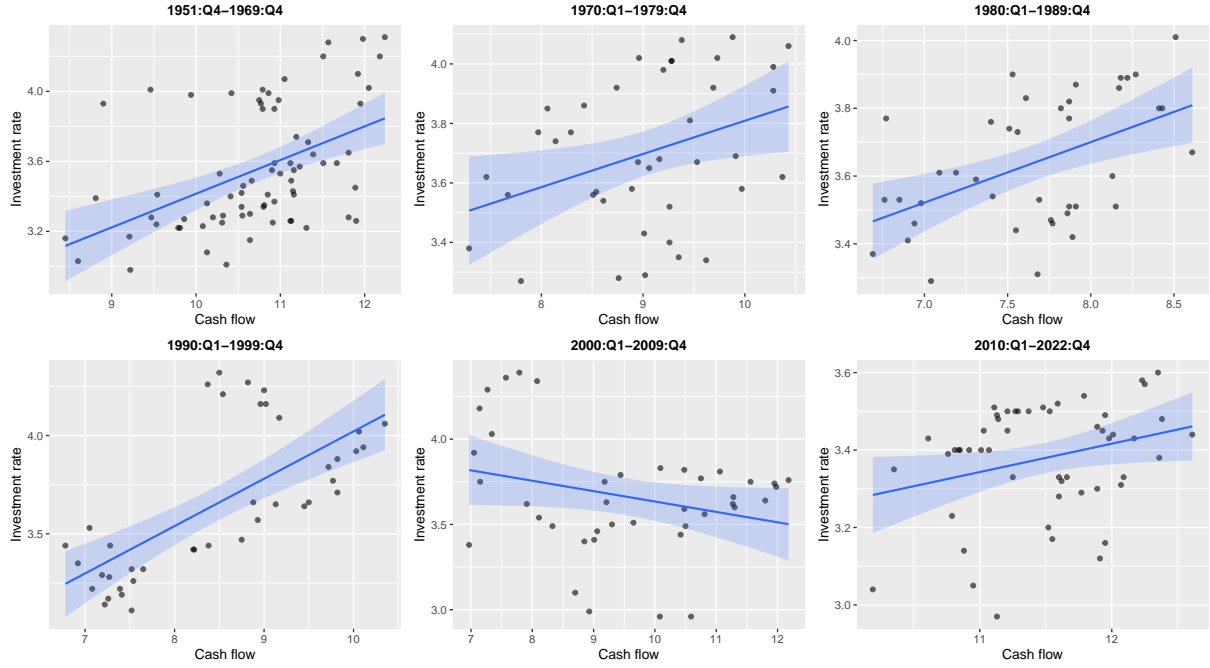 1951:Q4−1969:Q4
Investment rate
4.0
3.6
3.2
9
10
11
12
Cash flow
1970:Q1−1979:Q4
Investment rate
4.0
3.8
3.6
3.4
8
9
10
Cash flow
1980:Q1−1989:Q4
Investment rate
4.0
3.8
3.6
3.4
7.0
7.5
8.0
8.5
Cash flow
1990:Q1−1999:Q4
Investment rate
4.0
3.5
7
8
9
10
Cash flow
2000:Q1−2009:Q4
Investment rate
4.0
3.5
3.0
7
8
9
10
11
12
Cash flow
2010:Q1−2022:Q4
Investment rate
3.6
3.4
3.2
3.0
11
12
Cash flow